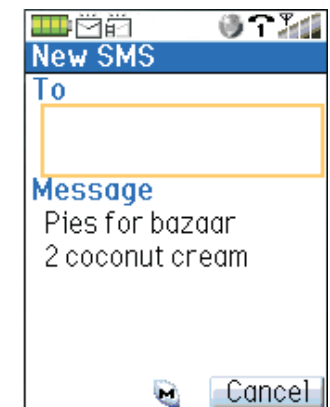 New SMS
To
Message
Pies for bazaar
2 coconut cream
M Cancel